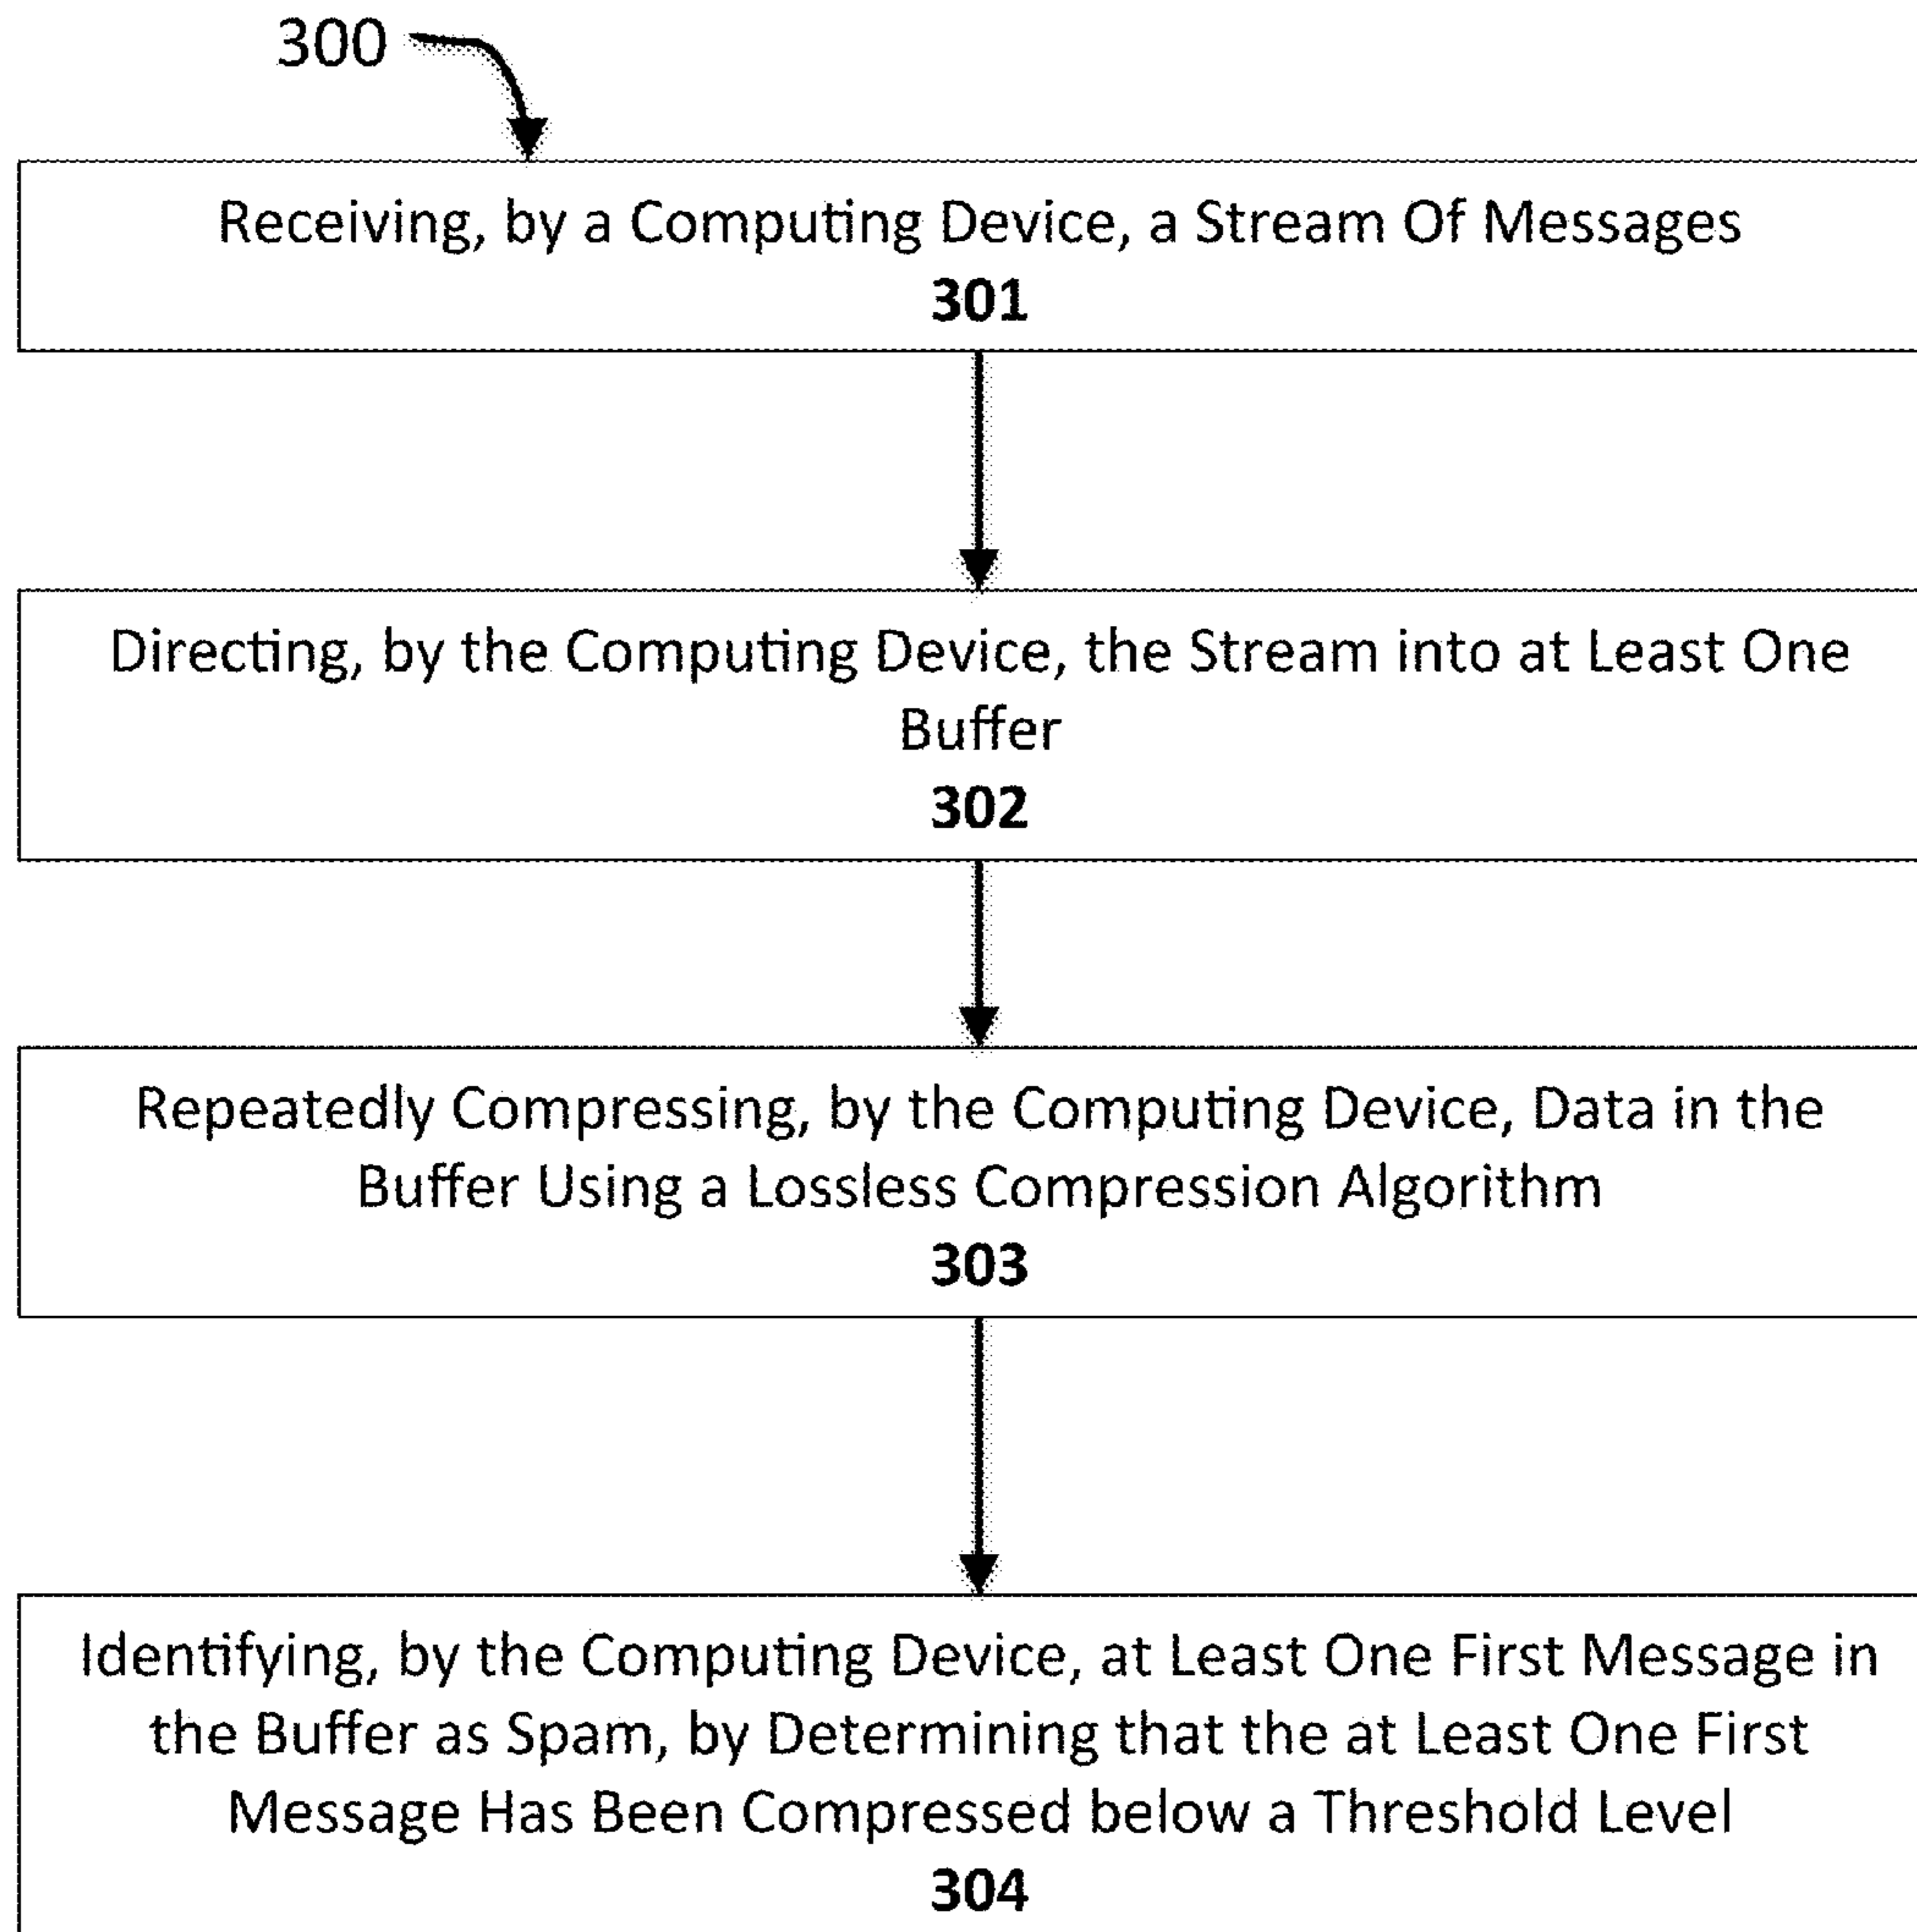 300
Receiving, by a Computing Device, a Stream Of Messages
301
Directing, by the Computing Device, the Stream into at Least One
Buffer
302
Repeatedly Compressing, by the Computing Device, Data in the
Buffer Using a Lossless Compression Algorithm
303
Identifying, by the Computing Device, at Least One First Message in
the Buffer as Spam, by Determining that the at Least One First
Message Has Been Compressed below a Threshold Level
304